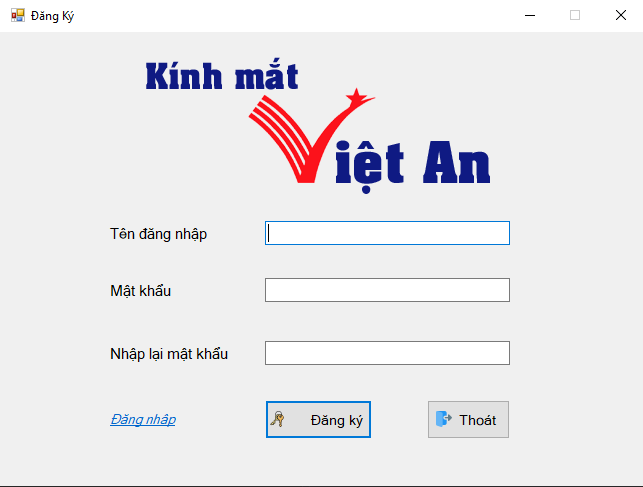 Đăng Ký
Kính mắt
Việt An
Tên đăng nhập
Mật khẩu
Nhập lại mật khẩu
Đăng nhập
Đăng ký
Thoát